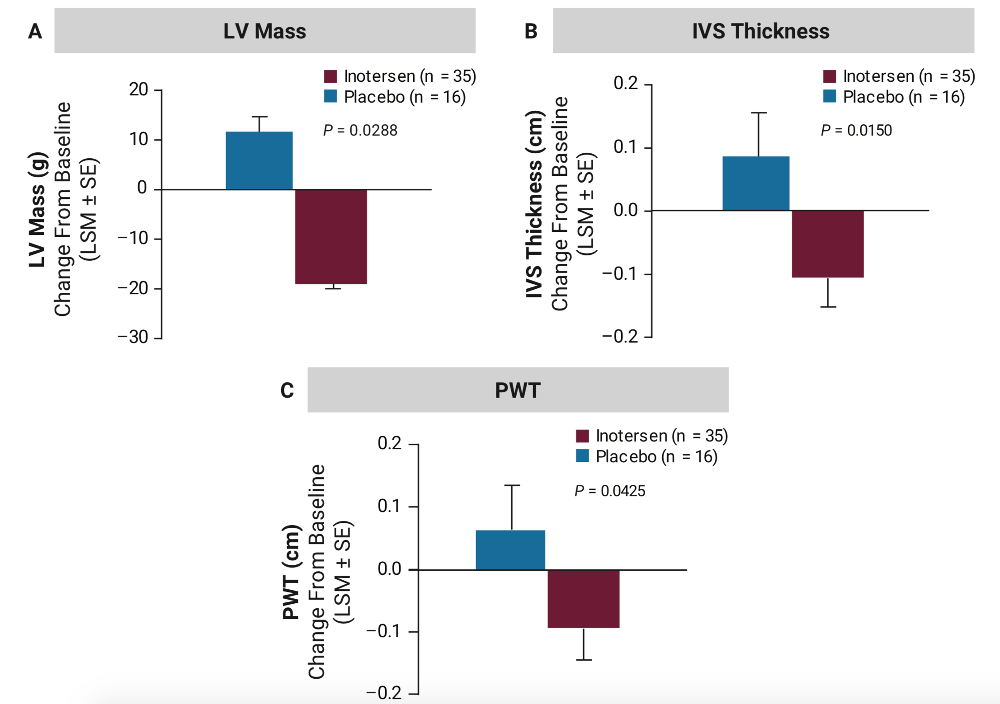 A
LV Mass
Inotersen (n = 35)
Placebo (n = 16)
P = 0.0288
LV Mass (g)
Change From Baseline
(LSM ± SE)
20
10
0
−10
−20
−30
B
IVS Thickness
Inotersen (n = 35)
Placebo (n = 16)
P = 0.0150
IVS Thickness (cm)
Change From Baseline
(LSM ± SE)
0.2
0.1
0.0
−0.1
−0.2
C
PWT
Inotersen (n = 35)
Placebo (n = 16)
P = 0.0425
PWT (cm)
Change From Baseline
(LSM ± SE)
0.2
0.1
0.0
−0.1
−0.2